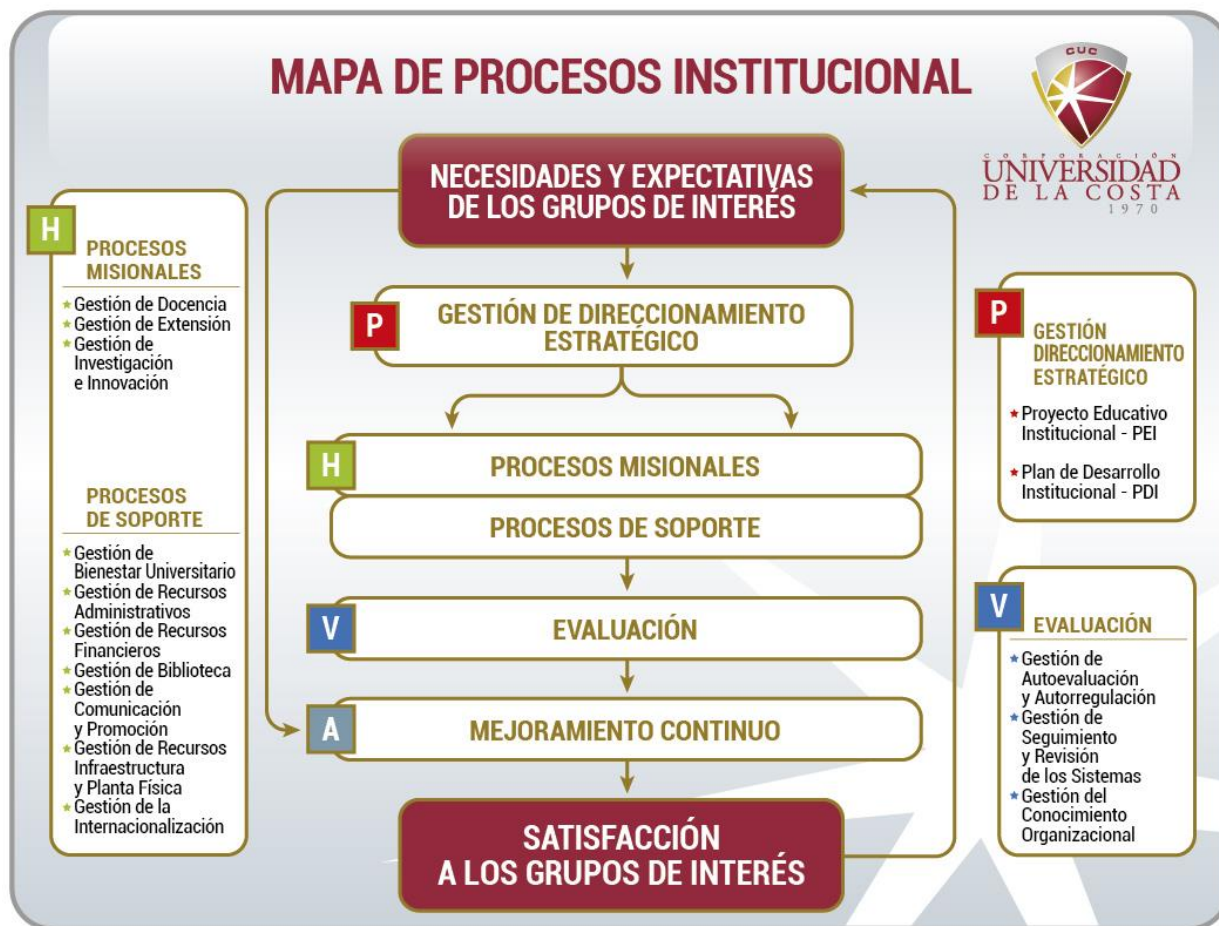 MAPA DE PROCESOS INSTITUCIONAL
CUC
CORPORACIÓN
UNIVERSIDAD
DE LA COSTA
1970
NECESIDADES Y EXPECTATIVAS
DE LOS GRUPOS DE INTERÉS
H
PROCESOS
MISIONALES
Gestión de Docencia
Gestión de Extensión
Gestión de
Investigación
e Innovación
PROCESOS
DE SOPORTE
Gestión de
Bienestar Universitario
Gestión de Recursos
Administrativos
Gestión de Recursos
Financieros
Gestión de Biblioteca
Gestión de
Comunicación
y Promoción
Gestión de Recursos
Infraestructura
y Planta Física
Gestión de la
Internacionalización
P
GESTIÓN DE DIRECCIONAMIENTO
ESTRATÉGICO
H
PROCESOS MISIONALES
PROCESOS DE SOPORTE
V
EVALUACIÓN
A
MEJORAMIENTO CONTINUO
SATISFACCIÓN
A LOS GRUPOS DE INTERÉS
P
GESTIÓN
DIRECCIONAMIENTO
ESTRATÉGICO
Proyecto Educativo
Institucional - PEI
Plan de Desarrollo
Institucional - PDI
V
EVALUACIÓN
Gestión de
Autoevaluación
y Autorregulación
Gestión de
Seguimiento
y Revisión
de los Sistemas
Gestión del
Conocimiento
Organizacional